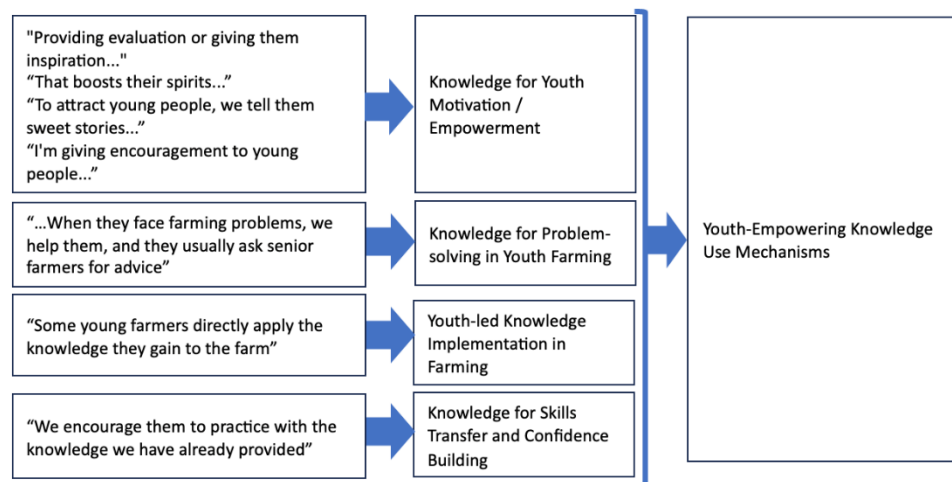 "Providing evaluation or giving them
inspiration..."
“That boosts their spirits...”
“To attract young people, we tell them
sweet stories...”
“I'm giving encouragement to young
people...”
Knowledge for Youth
Motivation /
Empowerment
“...When they face farming problems, we
help them, and they usually ask senior
farmers for advice”
Knowledge for Problem-
solving in Youth Farming
“Some young farmers directly apply the
knowledge they gain to the farm”
Youth-led Knowledge
Implementation in
Farming
“We encourage them to practice with the
knowledge we have already provided”
Knowledge for Skills
Transfer and Confidence
Building
Youth-Empowering Knowledge
Use Mechanisms